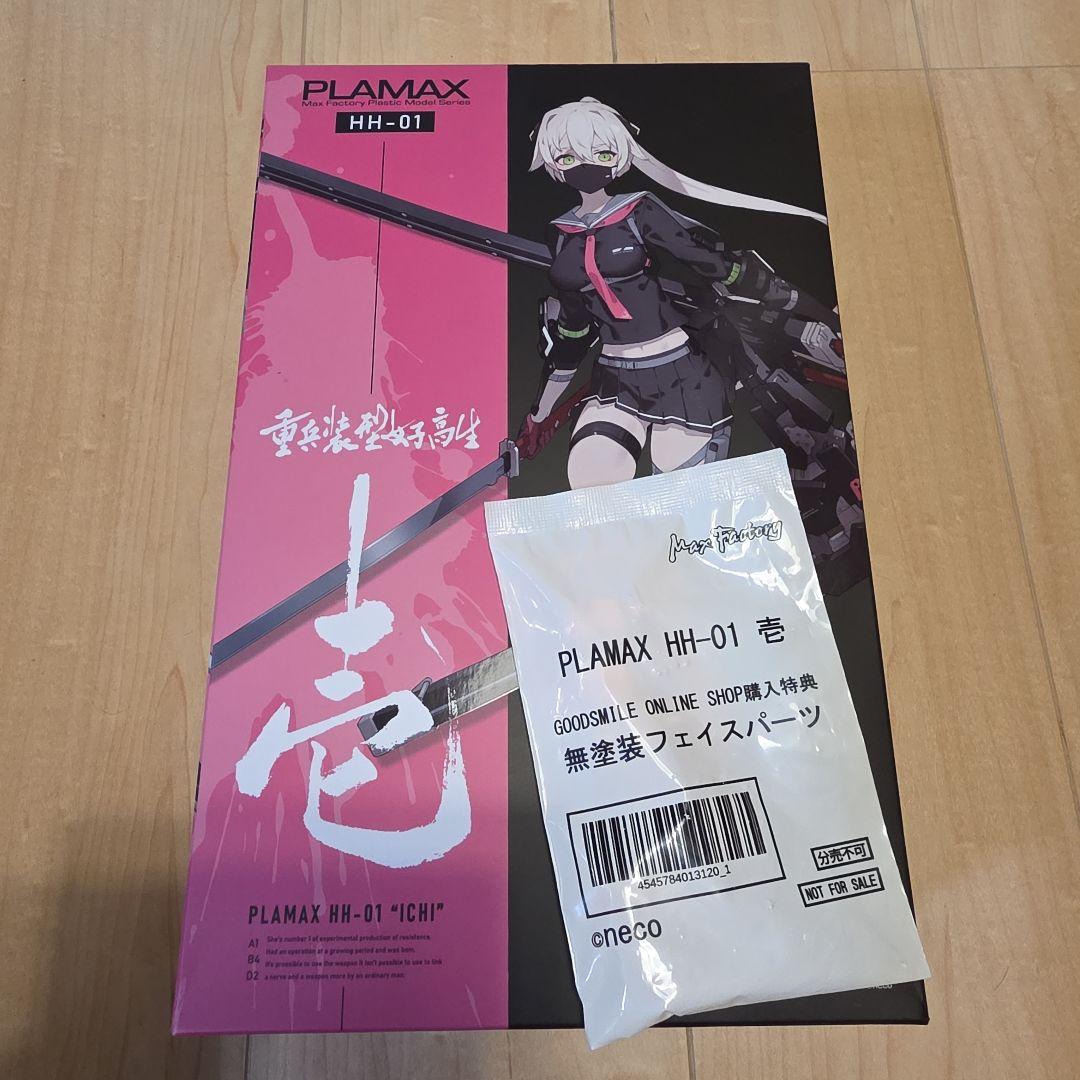 PLAMAX
Max Factory Plastic Model Series
HH-01
重兵装型女子高生
壱
PLAMAX HH-01 “ICHI”
A1
B4
D2
She's number 1 of experimental production of resistance.
Had an operation at a growing period and was born.
It's prossible to use the weapon it isn't possible to use to link
a nerve and a weapon more by an ordinary man.
Max Factory
PLAMAX HH-01 壱
GOODSMILE ONLINE SHOP購入特典
無塗装フェイスパーツ
4545784013120_1
分売不可
NOT FOR SALE
©neco
©neco